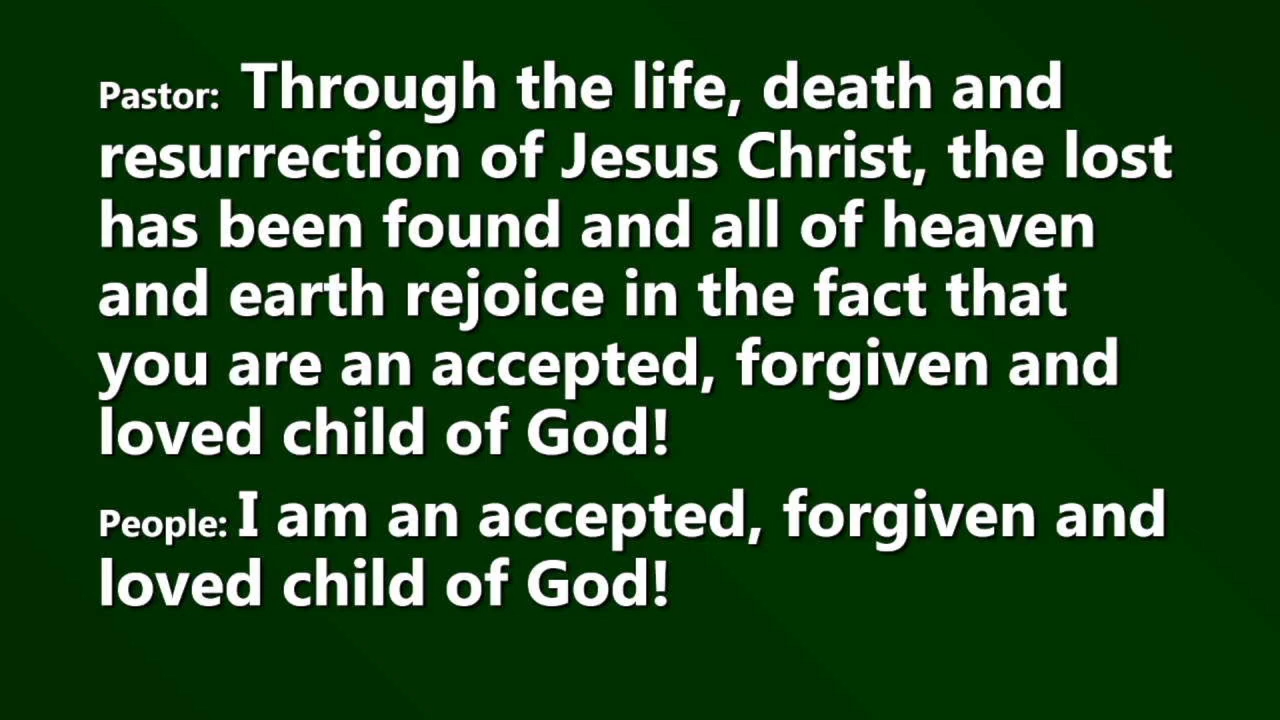 Pastor: Through the life, death and
resurrection of Jesus Christ, the lost
has been found and all of heaven
and earth rejoice in the fact that
you are an accepted, forgiven and
loved child of God!
People: I am an accepted, forgiven and
loved child of God!